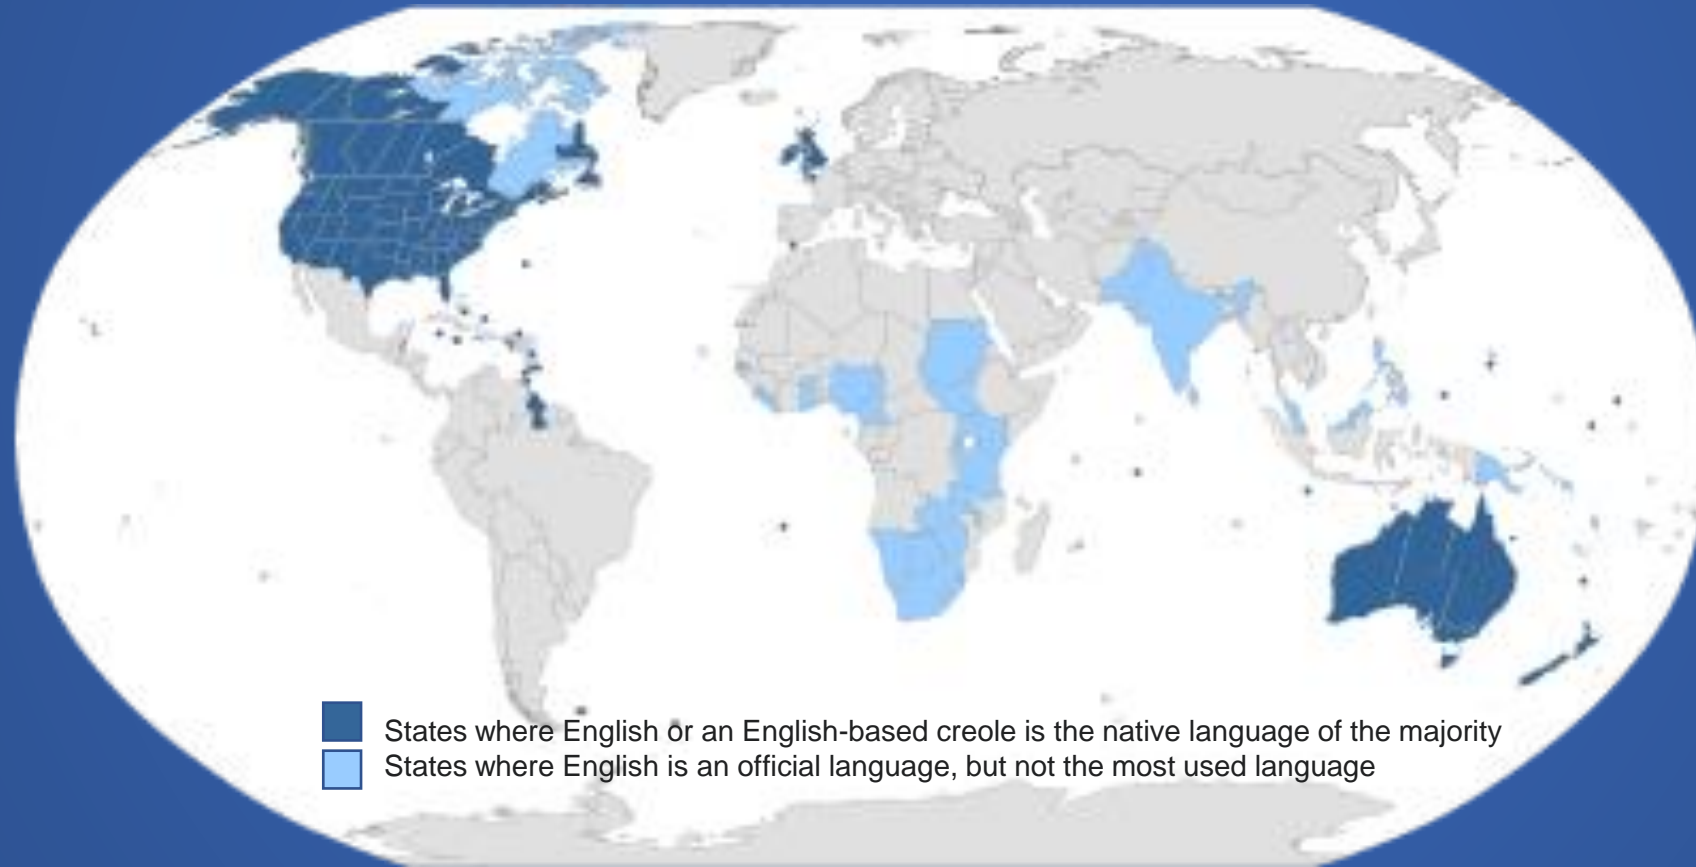 States where English or an English-based creole is the native language of the majority
States where English is an official language, but not the most used language